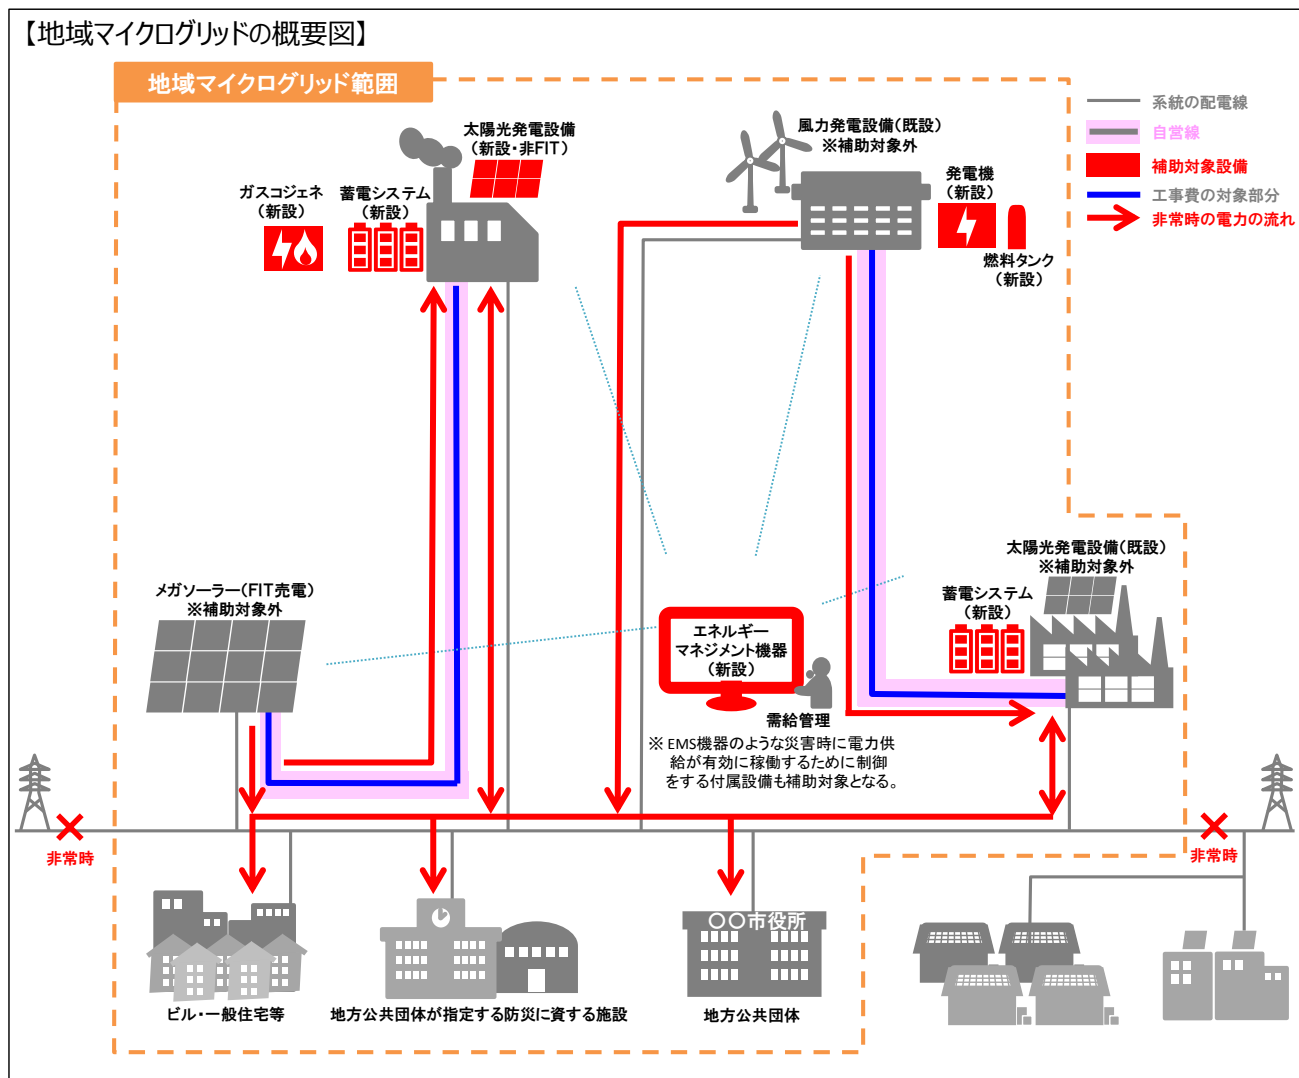 【地域マイクログリッドの概要図】
地域マイクログリッド範囲
系統の配電線
自営線
補助対象設備
工事費の対象部分
非常時の電力の流れ
太陽光発電設備
(新設・非FIT)
ガスコジェネ
(新設)
蓄電システム
(新設)
風力発電設備(既設)
※補助対象外
発電機
(新設)
燃料タンク
(新設)
メガソーラー(FIT売電)
※補助対象外
太陽光発電設備(既設)
※補助対象外
蓄電システム
(新設)
エネルギー
マネジメント機器
(新設)
需給管理
※ EMS機器のような災害時に電力供
給が有効に稼働するために制御
をする付属設備も補助対象となる。
非常時
非常時
〇〇市役所
ビル・一般住宅等
地方公共団体が指定する防災に資する施設
地方公共団体